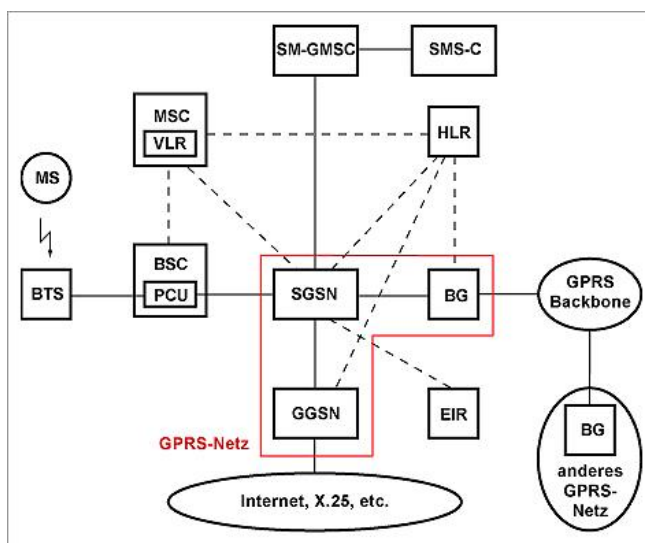 SM-GMSC
SMS-C
MSC
VLR
HLR
MS
BSC
PCU
BTS
SGSN
BG
GPRS
Backbone
GGSN
EIR
GPRS-Netz
BG
anderes
GPRS-
Netz
Internet, X.25, etc.